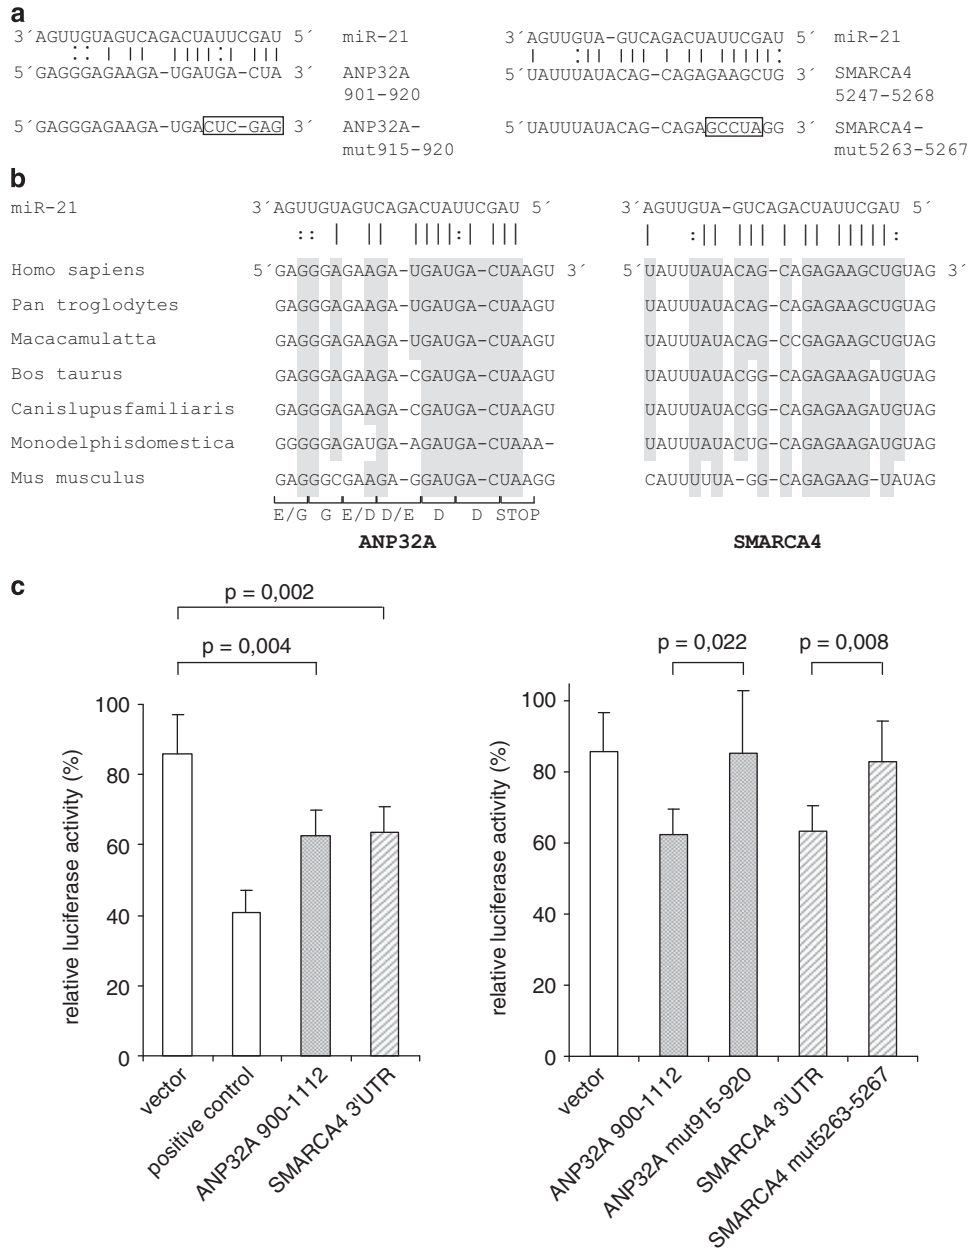 a
3´AGUUGUAGUCAGACUAUUCGAU 5´ miR-21
5´GAGGGAGAAGA-UGAUGA-CUA 3´ ANP32A
901-920
5´GAGGGAGAAGA-UGACUC-GAG 3´ ANP32A-
mut915-920
3´AGUUGUA-GUCAGACUAUUCGAU 5´ miR-21
5´UAUUUAUACAG-CAGAGAAGCUG 3´ SMARCA4
5247-5268
5´UAUUUAUACAG-CAGAGCCUAGG 3´ SMARCA4-
mut5263-5267
b
miR-21 3´AGUUGUAGUCAGACUAUUCGAU 5´ 3´AGUUGUA-GUCAGACUAUUCGAU 5´
Homo sapiens 5´GAGGGAGAAGA-UGAUGA-CUAAGU 3´ 5´UAUUUAUACAG-CAGAGAAGCUGUAG 3´
Pan troglodytes GAGGGAGAAGA-UGAUGA-CUAAGU UAUUUAUACAG-CAGAGAAGCUGUAG
Macacamulatta GAGGGAGAAGA-UGAUGA-CUAAGU UAUUUAUACAG-CCGAGAAGCUGUAG
Bos taurus GAGGGAGAAGA-CGAUGA-CUAAGU UAUUUAUACGG-CAGAGAAGAUGUAG
Canislupusfamiliaris GAGGGAGAAGA-CGAUGA-CUAAGU UAUUUAUACGG-CAGAGAAGAUGUAG
Monodelphisdomestica GGGGGAGAUGA-AGAUGA-CUAAA- UAUUUAUACUG-CAGAGAAGAUGUAG
Mus musculus GAGGGCGAAGA-GGAUGA-CUAAGG CAUUUUUA-GG-CAGAGAAG-UAUAG
E/G G E/D D/E D D STOP
ANP32A SMARCA4
c
p = 0,002
p = 0,004
relative luciferase activity (%)
100
80
60
40
20
0
vector
positive control
ANP32A 900-1112
SMARCA4 3'UTR
p = 0,022 p = 0,008
relative luciferase activity (%)
100
80
60
40
20
0
vector
ANP32A 900-1112
ANP32A mut915-920
SMARCA4 3'UTR
SMARCA4 mut5263-5267